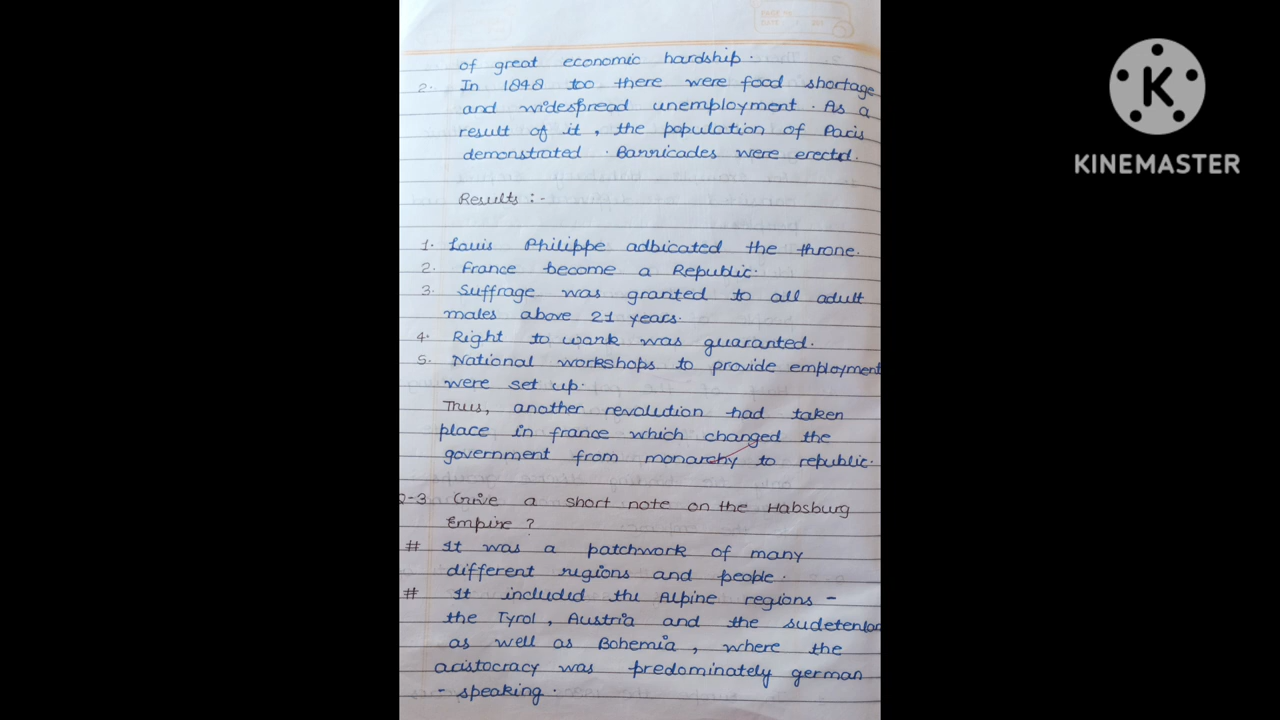 of great economic hardship.
2. In 1848 too there were food shortage
and widespread unemployment. As a
result of it, the population of Paris
demonstrated. Barricades were erectd.
Results :-
1. Louis Philippe adbicated the throne.
2. France become a Republic.
3. Suffrage was granted to all adult
males above 21 years.
4. Right to work was guaranted.
5. National workshops to provide employment
were set up.
Thus, another revolution had taken
place in france which changed the
government from monarchy to republic.
Q-3 Give a short note on the Habsburg
Empire ?
# It was a patchwork of many
different regions and people.
# It included the Alpine regions -
the Tyrol, Austria and the sudetenlad
as well as Bohemia, where the
aristocracy was predominately german
- speaking.
K
KINEMASTER